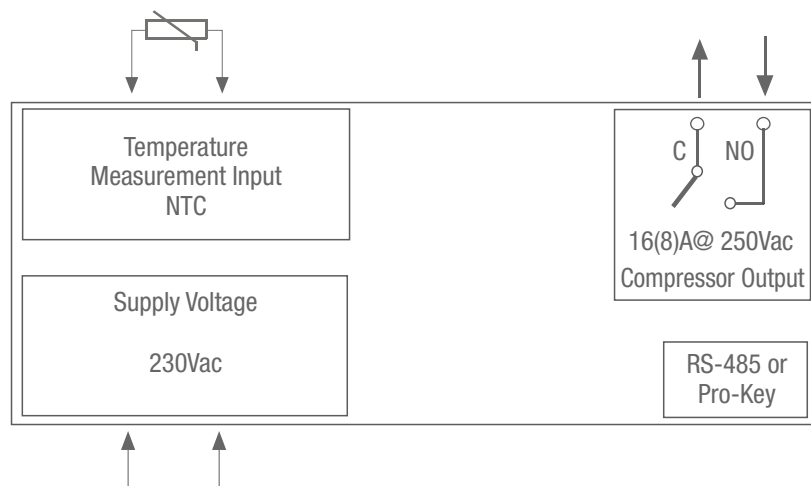 Temperature
Measurement Input
NTC
C NO
16(8)A@ 250Vac
Compressor Output
Supply Voltage
230Vac
RS-485 or
Pro-Key